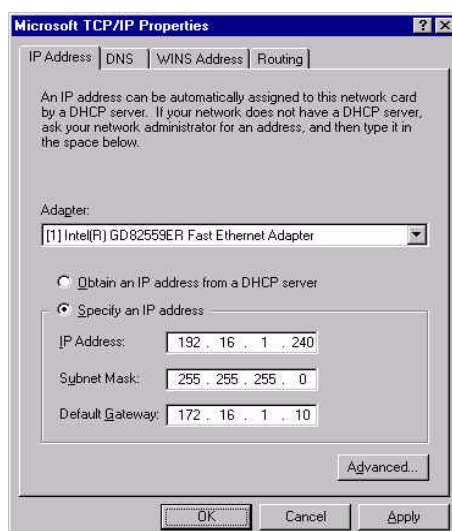 Microsoft TCP/IP Properties
IP Address DNS WINS Address Routing
An IP address can be automatically assigned to this network card
by a DHCP server. If your network does not have a DHCP server,
ask your network administrator for an address, and then type it in
the space below.
Adapter:
[1] Intel(R) GD82559ER Fast Ethernet Adapter
Obtain an IP address from a DHCP server
Specify an IP address
IP Address: 192 . 16 . 1 . 240
Subnet Mask: 255 . 255 . 255 . 0
Default Gateway: 172 . 16 . 1 . 10
Advanced...
OK Cancel Apply